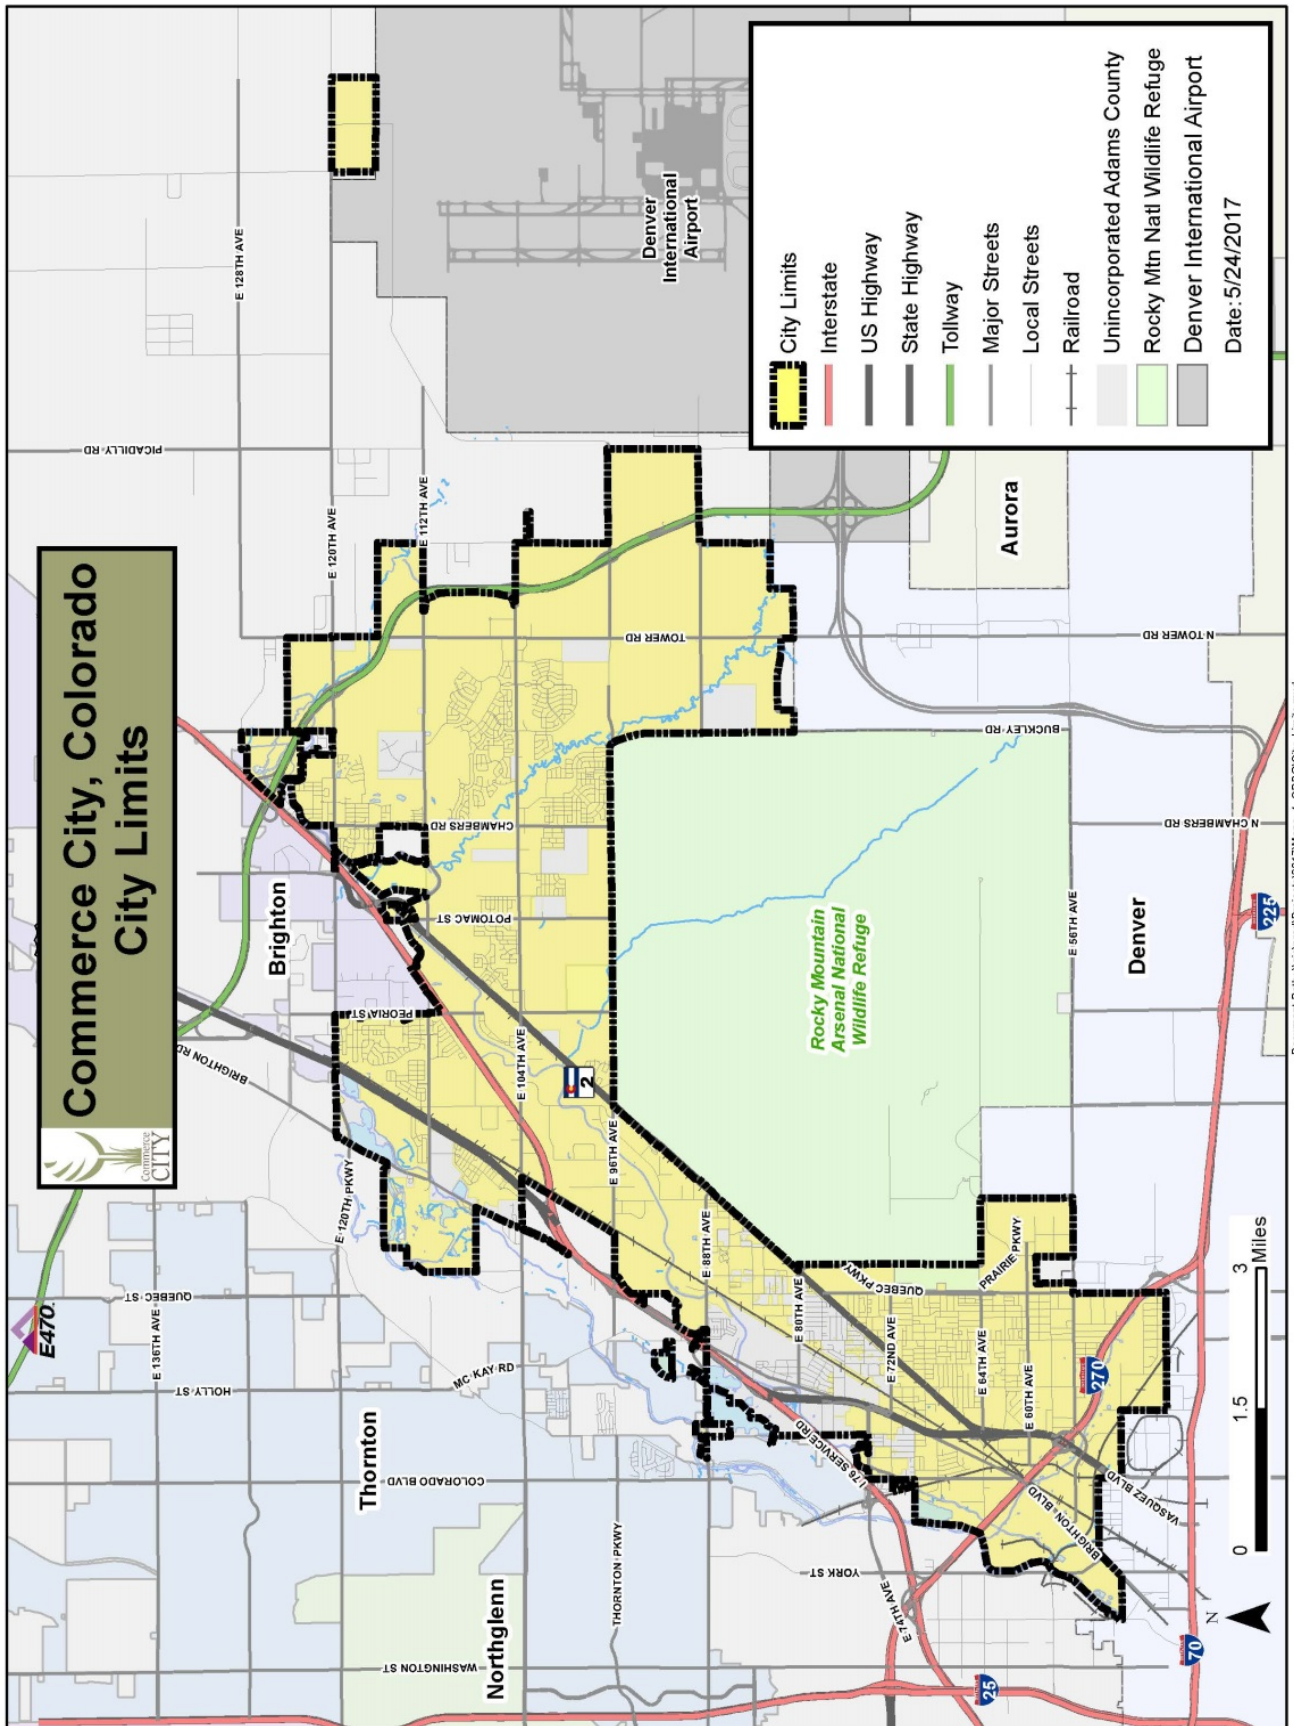 Commerce City, Colorado
City Limits
Commerce
CITY
City Limits
Interstate
US Highway
State Highway
Tollway
Major Streets
Local Streets
Railroad
Unincorporated Adams County
Rocky Mtn Natl Wildlife Refuge
Denver International Airport
Date: 5/24/2017
E470
E 136TH AVE
QUEBEC ST
HOLLY ST
E 120TH PKWY
BRIGHTON RD
Brighton
PEORIA ST
E 128TH AVE
E 120TH AVE
PICADILLY RD
E 112TH AVE
Denver
International
Airport
Thornton
COLORADO BLVD
MC KAY RD
E 104TH AVE
POTOMAC ST
CHAMBERS RD
TOWER RD
2
E 96TH AVE
Northglenn
WASHINGTON ST
THORNTON PKWY
E 88TH AVE
I-76 SERVICE RD
E 80TH AVE
QUEBEC PKWY
Rocky Mountain
Arsenal National
Wildlife Refuge
YORK ST
E 74TH AVE
E 72ND AVE
E 64TH AVE
PRAIRIE PKWY
E 60TH AVE
BUCKLEY RD
Aurora
25
270
BRIGHTON BLVD
BRIGHTON BLVD
VASQUEZ BLVD
E 56TH AVE
Denver
N CHAMBERS RD
N TOWER RD
70
225
N
0
1.5
3
Miles